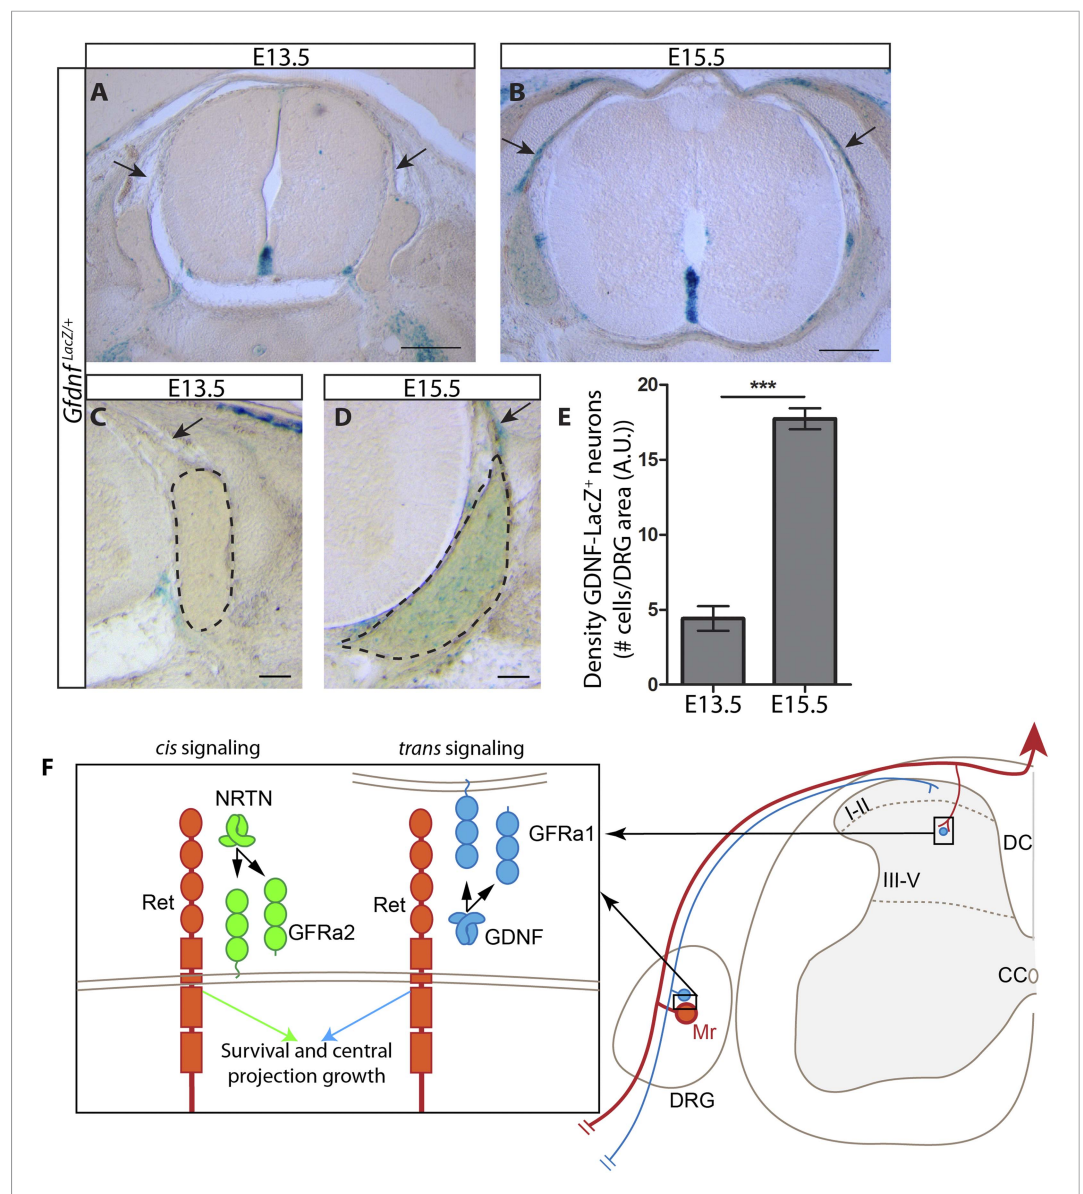 E13.5
E15.5
A
B
Gfdnf LacZ/+
E13.5
E15.5
C
D
E
Density GDNF-LacZ+ neurons
(# cells/DRG area (A.U.))
20
15
10
5
0
***
E13.5
E15.5
F
cis signaling
trans signaling
NRTN
GFRa1
Ret
GFRa2
Ret
GDNF
Survival and central
projection growth
I-II
DC
III-V
CC
Mr
DRG